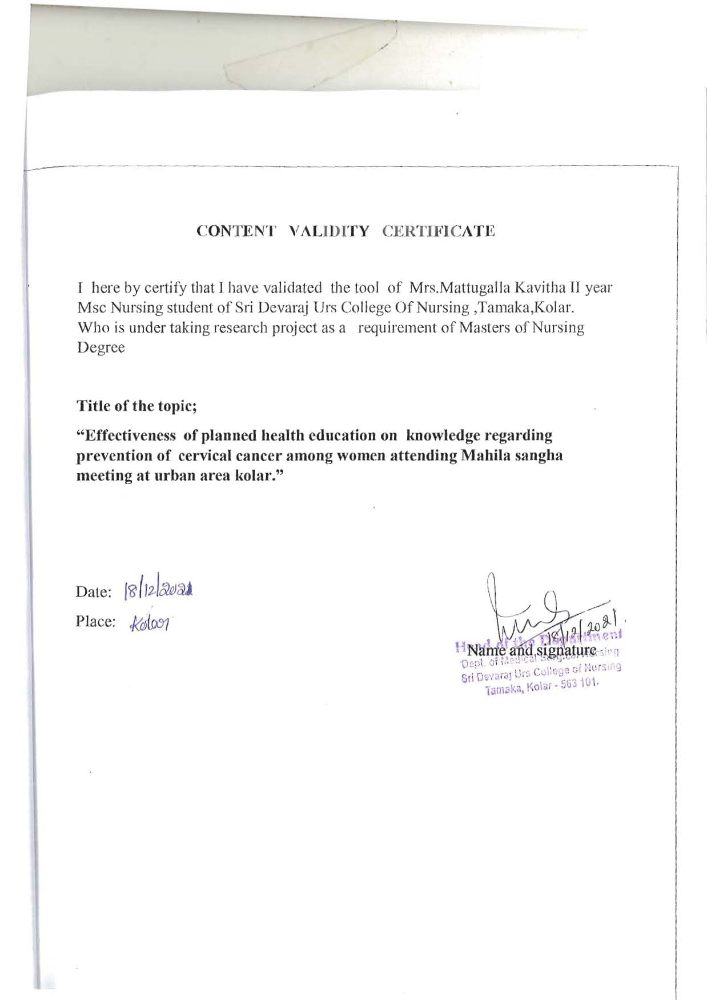 CONTENT VALIDITY CERTIFICATE
I here by certify that I have validated the tool of Mrs.Mattugalla Kavitha II year
Msc Nursing student of Sri Devaraj Urs College Of Nursing ,Tamaka,Kolar.
Who is under taking research project as a requirement of Masters of Nursing
Degree
Title of the topic;
“Effectiveness of planned health education on knowledge regarding
prevention of cervical cancer among women attending Mahila sangha
meeting at urban area kolar.”
Date: 18/12/2021
Place: Kolar
18/12/2021.
Head of the Department
Name and signature
Dept. of Medical Surgical Nursing
Sri Devaraj Urs College of Nursing
Tamaka, Kolar - 563 101.